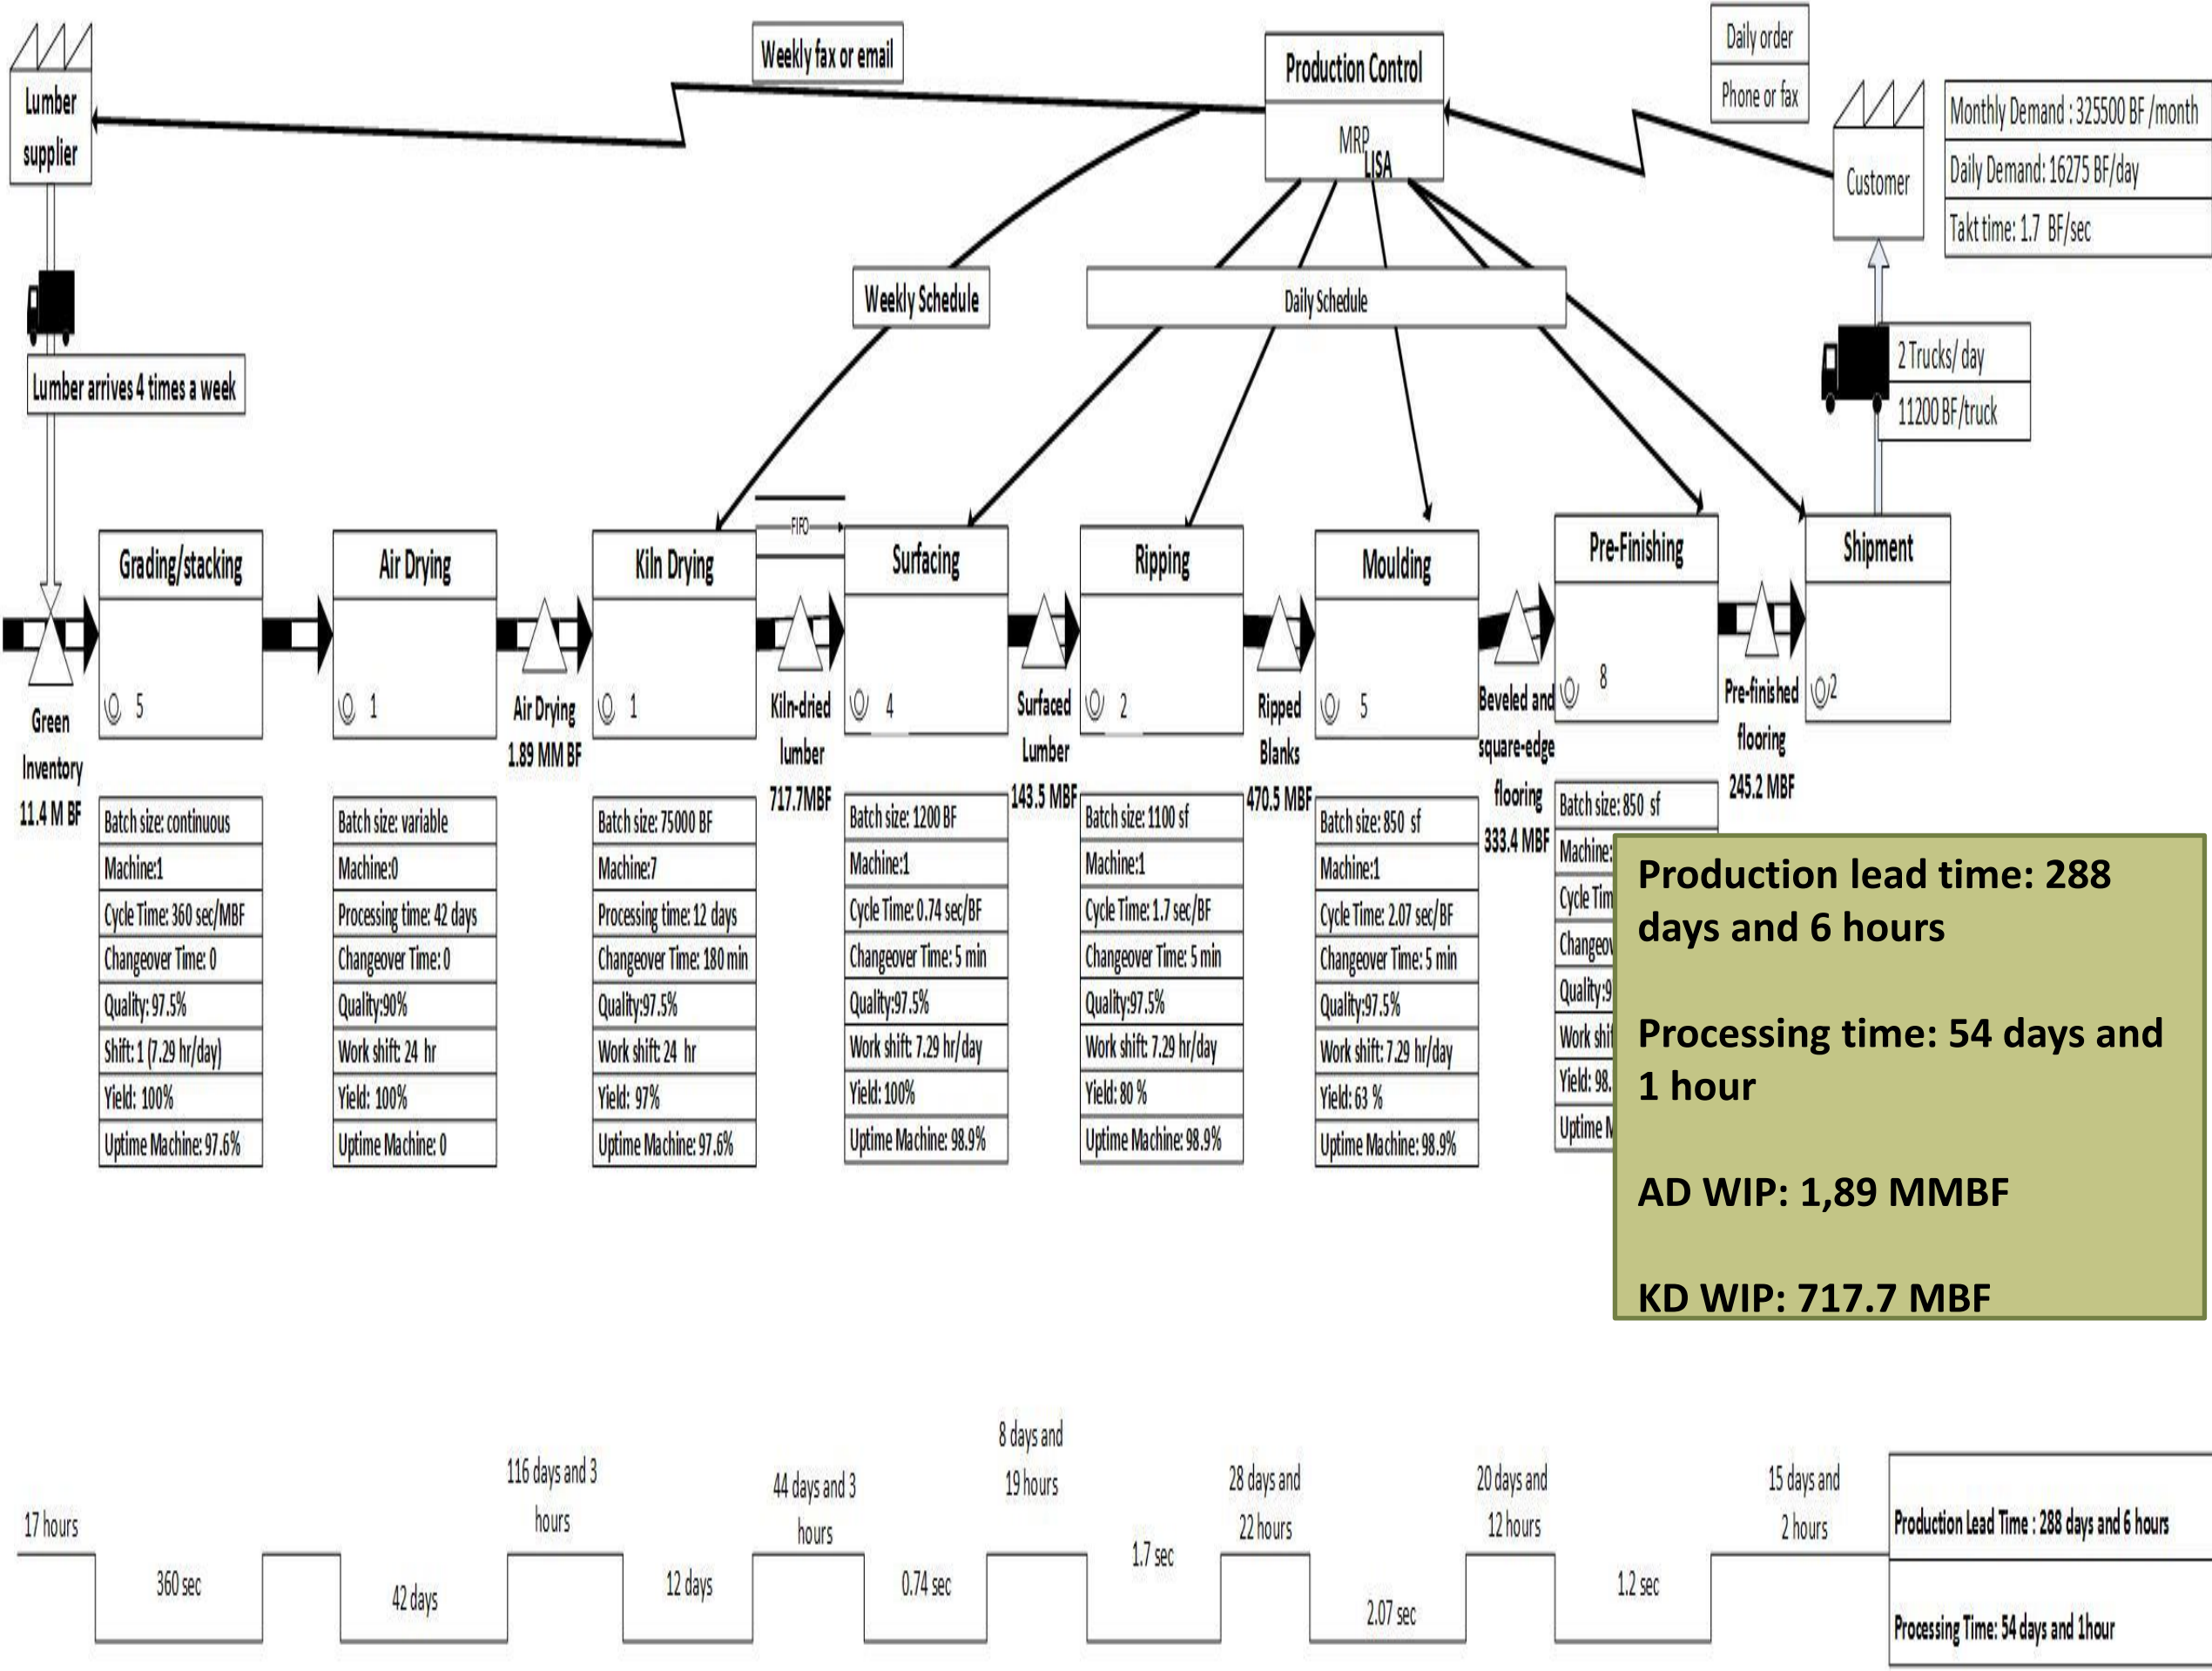 Lumber
supplier
Weekly fax or email
Production Control
MRP
LISA
Daily order
Phone or fax
Customer
Monthly Demand : 325500 BF /month
Daily Demand: 16275 BF/day
Takt time: 1.7 BF/sec
Weekly Schedule
Daily Schedule
Lumber arrives 4 times a week
2 Trucks/ day
11200 BF/truck
FIFO
Grading/stacking
5
Air Drying
1
Kiln Drying
1
Surfacing
4
Ripping
2
Moulding
5
Pre-Finishing
8
Shipment
2
Green
Inventory
11.4 M BF
Air Drying
1.89 MM BF
Kiln-dried
lumber
717.7MBF
Surfaced
Lumber
143.5 MBF
Ripped
Blanks
470.5 MBF
Beveled and
square-edge
flooring
333.4 MBF
Pre-finished
flooring
245.2 MBF
Batch size: continuous
Machine:1
Cycle Time: 360 sec/MBF
Changeover Time: 0
Quality: 97.5%
Shift: 1 (7.29 hr/day)
Yield: 100%
Uptime Machine: 97.6%
Batch size: variable
Machine:0
Processing time: 42 days
Changeover Time: 0
Quality:90%
Work shift: 24 hr
Yield: 100%
Uptime Machine: 0
Batch size: 75000 BF
Machine:7
Processing time: 12 days
Changeover Time: 180 min
Quality:97.5%
Work shift: 24 hr
Yield: 97%
Uptime Machine: 97.6%
Batch size: 1200 BF
Machine:1
Cycle Time: 0.74 sec/BF
Changeover Time: 5 min
Quality:97.5%
Work shift: 7.29 hr/day
Yield: 100%
Uptime Machine: 98.9%
Batch size: 1100 sf
Machine:1
Cycle Time: 1.7 sec/BF
Changeover Time: 5 min
Quality:97.5%
Work shift: 7.29 hr/day
Yield: 80 %
Uptime Machine: 98.9%
Batch size: 850 sf
Machine:1
Cycle Time: 2.07 sec/BF
Changeover Time: 5 min
Quality:97.5%
Work shift: 7.29 hr/day
Yield: 63 %
Uptime Machine: 98.9%
Batch size: 850 sf
Machine:
Cycle
Quality:9
Work
Yield: 98.
Uptime
Production lead time: 288
days and 6 hours
Processing time: 54 days and
1 hour
AD WIP: 1,89 MMBF
KD WIP: 717.7 MBF
17 hours
360 sec
42 days
116 days and 3
hours
12 days
44 days and 3
hours
0.74 sec
8 days and
19 hours
1.7 sec
28 days and
22 hours
2.07 sec
20 days and
12 hours
1.2 sec
15 days and
2 hours
Production Lead Time : 288 days and 6 hours
Processing Time: 54 days and 1hour